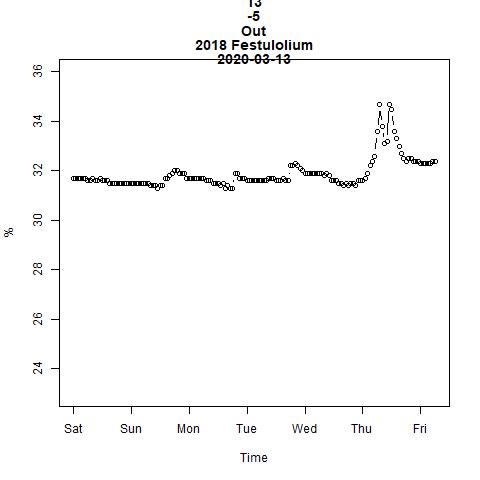 13
-5
Out
2018 Festulolium
2020-03-13
36
34
32
30
28
26
24
%
Sat Sun Mon Tue Wed Thu Fri
Time